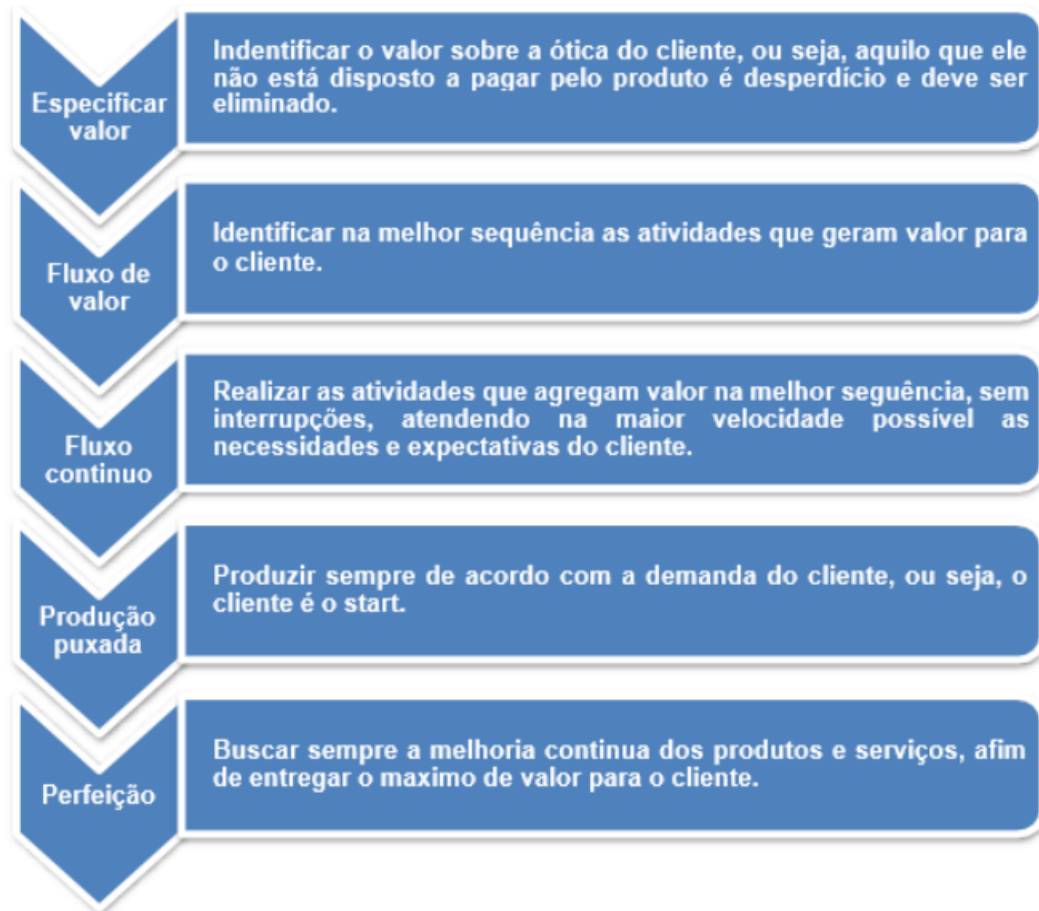 Especificar
valor
Indentificar o valor sobre a ótica do cliente, ou seja, aquilo que ele
não está disposto a pagar pelo produto é desperdício e deve ser
eliminado.
Fluxo de
valor
Identificar na melhor sequência as atividades que geram valor para
o cliente.
Fluxo
continuo
Realizar as atividades que agregam valor na melhor seguência, sem
interrupções, atendendo na maior velocidade possível as
necessidades e expectativas do cliente.
Produção
puxada
Produzir sempre de acordo com a demanda do cliente, ou seja, o
cliente é o start.
Perfeição
Buscar sempre a melhoria continua dos produtos e serviços, afim
de entregar o maximo de valor para o cliente.